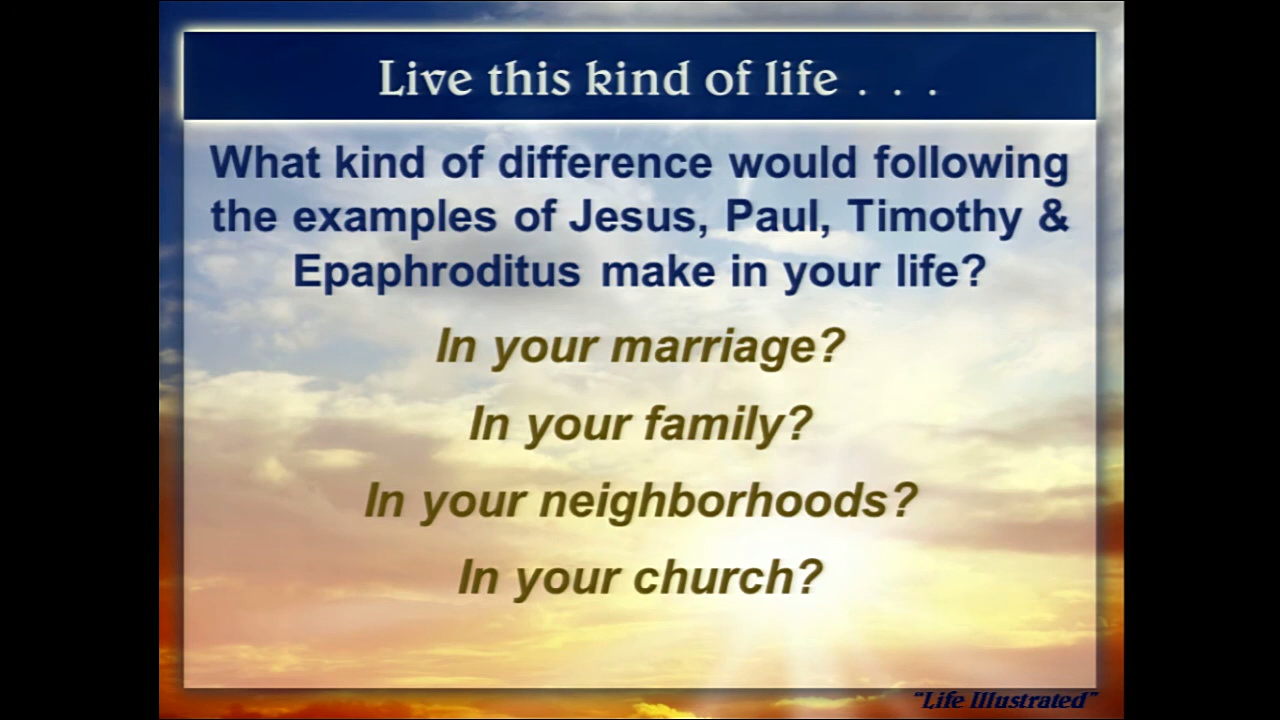 Live this kind of life . . .
What kind of difference would following
the examples of Jesus, Paul, Timothy &
Epaphroditus make in your life?
In your marriage?
In your family?
In your neighborhoods?
In your church?
“Life Illustrated”